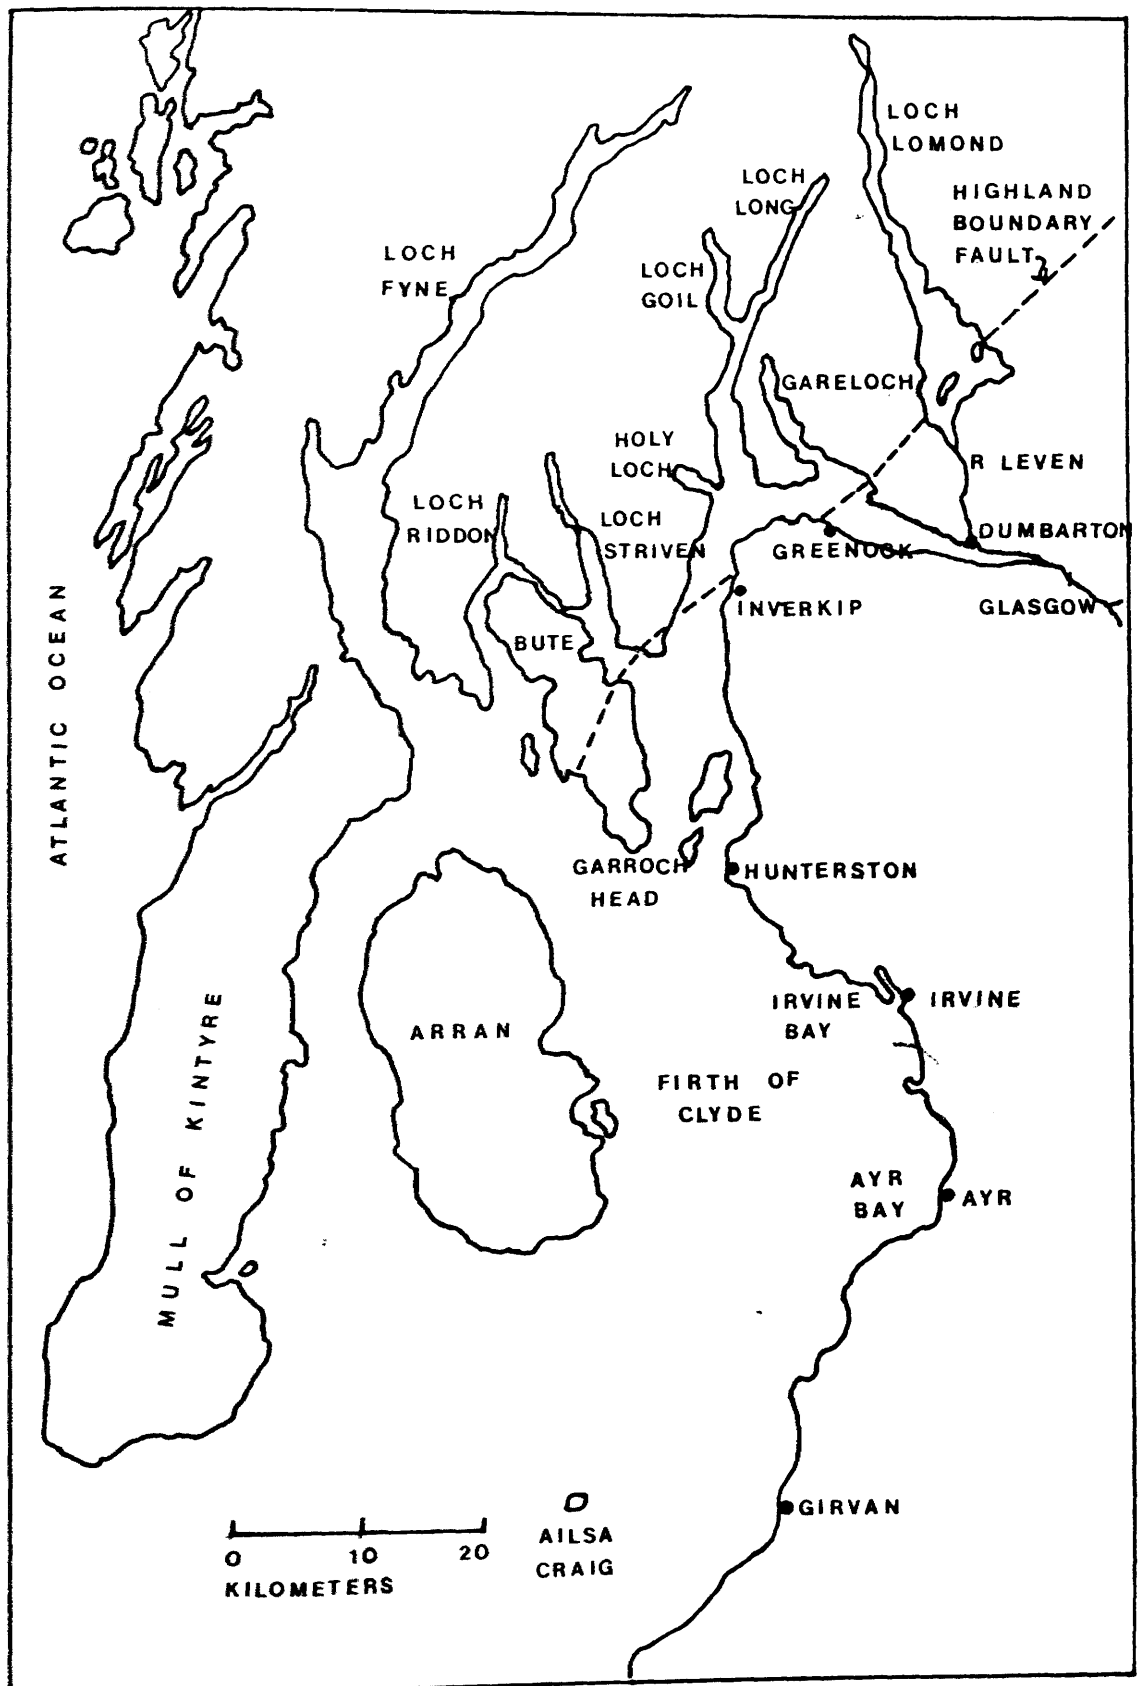 LOCH
LOMOND
HIGHLAND
BOUNDARY
FAULT
LOCH
LONG
LOCH
FYNE
LOCH
GOIL
GARELOCH
HOLY
LOCH
R LEVEN
LOCH
RIDDON
LOCH
STRIVEN
DUMBARTON
GREENOCK
INVERKIP
GLASGOW
BUTE
ATLANTIC OCEAN
GARROCH
HEAD
HUNTERSTON
IRVINE
BAY
IRVINE
ARRAN
MULL OF KINTYRE
FIRTH OF
CLYDE
AYR
BAY
AYR
GIRVAN
AILSA
CRAIG
0 10 20
KILOMETERS